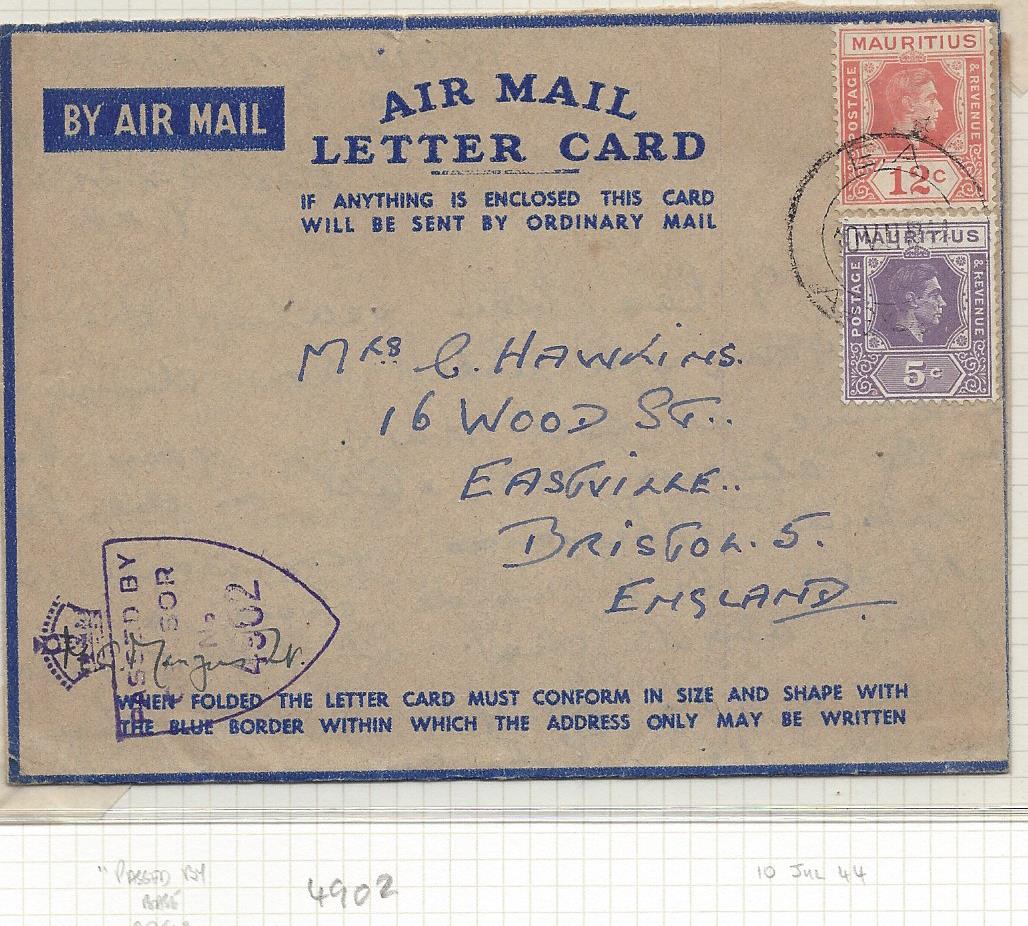 BY AIR MAIL
AIR MAIL
LETTER CARD
IF ANYTHING IS ENCLOSED THIS CARD
WILL BE SENT BY ORDINARY MAIL
MAURITIUS
POSTAGE
& REVENUE
12c
E.A
MAURITIUS
POSTAGE
& REVENUE
5c
MRS C. HAWKINS.
16 WOOD ST..
EASTVILLE..
BRISTOL. 5.
ENGLAND
PASSED BY
SOR
No
4902
WHEN FOLDED THE LETTER CARD MUST CONFORM IN SIZE AND SHAPE WITH
THE BLUE BORDER WITHIN WHICH THE ADDRESS ONLY MAY BE WRITTEN
"PASSED BY
BASE
4902
10 JUL 44